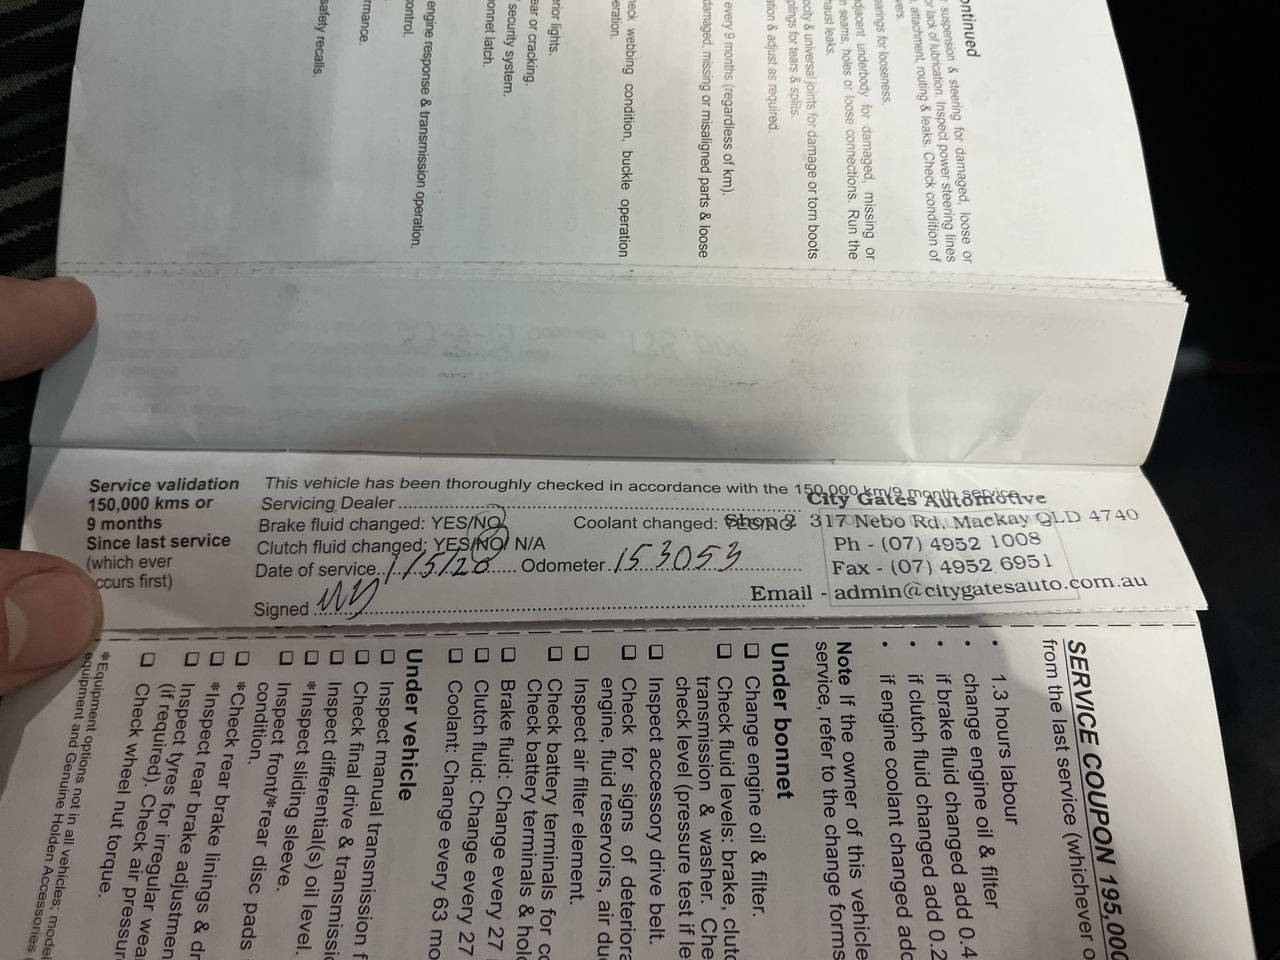 ontinued
suspension & steering for damaged, loose or
for lack of lubrication. Inspect power steering lines
, attachment, routing & leaks. Check condition of
vers.
earings for looseness.
adjacent underbody for damaged, missing or
n seams, holes or loose connections. Run the
haust leaks.
ocity & universal joints for damage or torn boots
plings for tears & splits.
ation & adjust as required.
every 9 months (regardless of km).
damaged, missing or misaligned parts & loose
eck webbing condition, buckle operation
eration.
rior lights.
ear or cracking.
security system.
onnet latch.
engine response & transmission operation.
ontrol.
rmance.
safety recalls.
Service validation
150,000 kms or
9 months
Since last service
(which ever
occurs first)
This vehicle has been thoroughly checked in accordance with the 150,000 km/9 month service
Servicing Dealer
Brake fluid changed: YES/NO
Coolant changed: YES/NO
Clutch fluid changed: YES/NO/ N/A
Date of service 1/5/20 Odometer 153053
Signed
City Gates Automotive
Shop 2 317 Nebo Rd, Mackay QLD 4740
Ph - (07) 4952 1008
Fax - (07) 4952 6951
Email - admin@citygatesauto.com.au
SERVICE COUPON 195,000
from the last service (whichever o
• 1.3 hours labour
• change engine oil & filter
• if brake fluid changed add 0.4
• if clutch fluid changed add 0.2
• if engine coolant changed add
Note If the owner of this vehicle
service, refer to the change forms
Under bonnet
❑ Change engine oil & filter.
❑ Check fluid levels: brake, clutc
transmission & washer. Che
check level (pressure test if le
❑ Inspect accessory drive belt.
❑ Check for signs of deteriora
engine, fluid reservoirs, air duc
❑ Inspect air filter element.
❑ Check battery terminals for co
Check battery terminals & hold
❑ Brake fluid: Change every 27
❑ Clutch fluid: Change every 27
❑ Coolant: Change every 63 mo
Under vehicle
❑ Inspect manual transmission f
❑ Check final drive & transmissi
❑ Inspect differential(s) oil level.
❑ *Inspect sliding sleeve.
❑ Inspect front/*rear disc pads
condition.
❑ *Check rear brake linings & dr
❑ *Inspect rear brake adjustmen
❑ Inspect tyres for irregular wea
(if required). Check air pressur
❑ Check wheel nut torque.
*Equipment options not in all vehicles; model
equipment and Genuine Holden Accessories